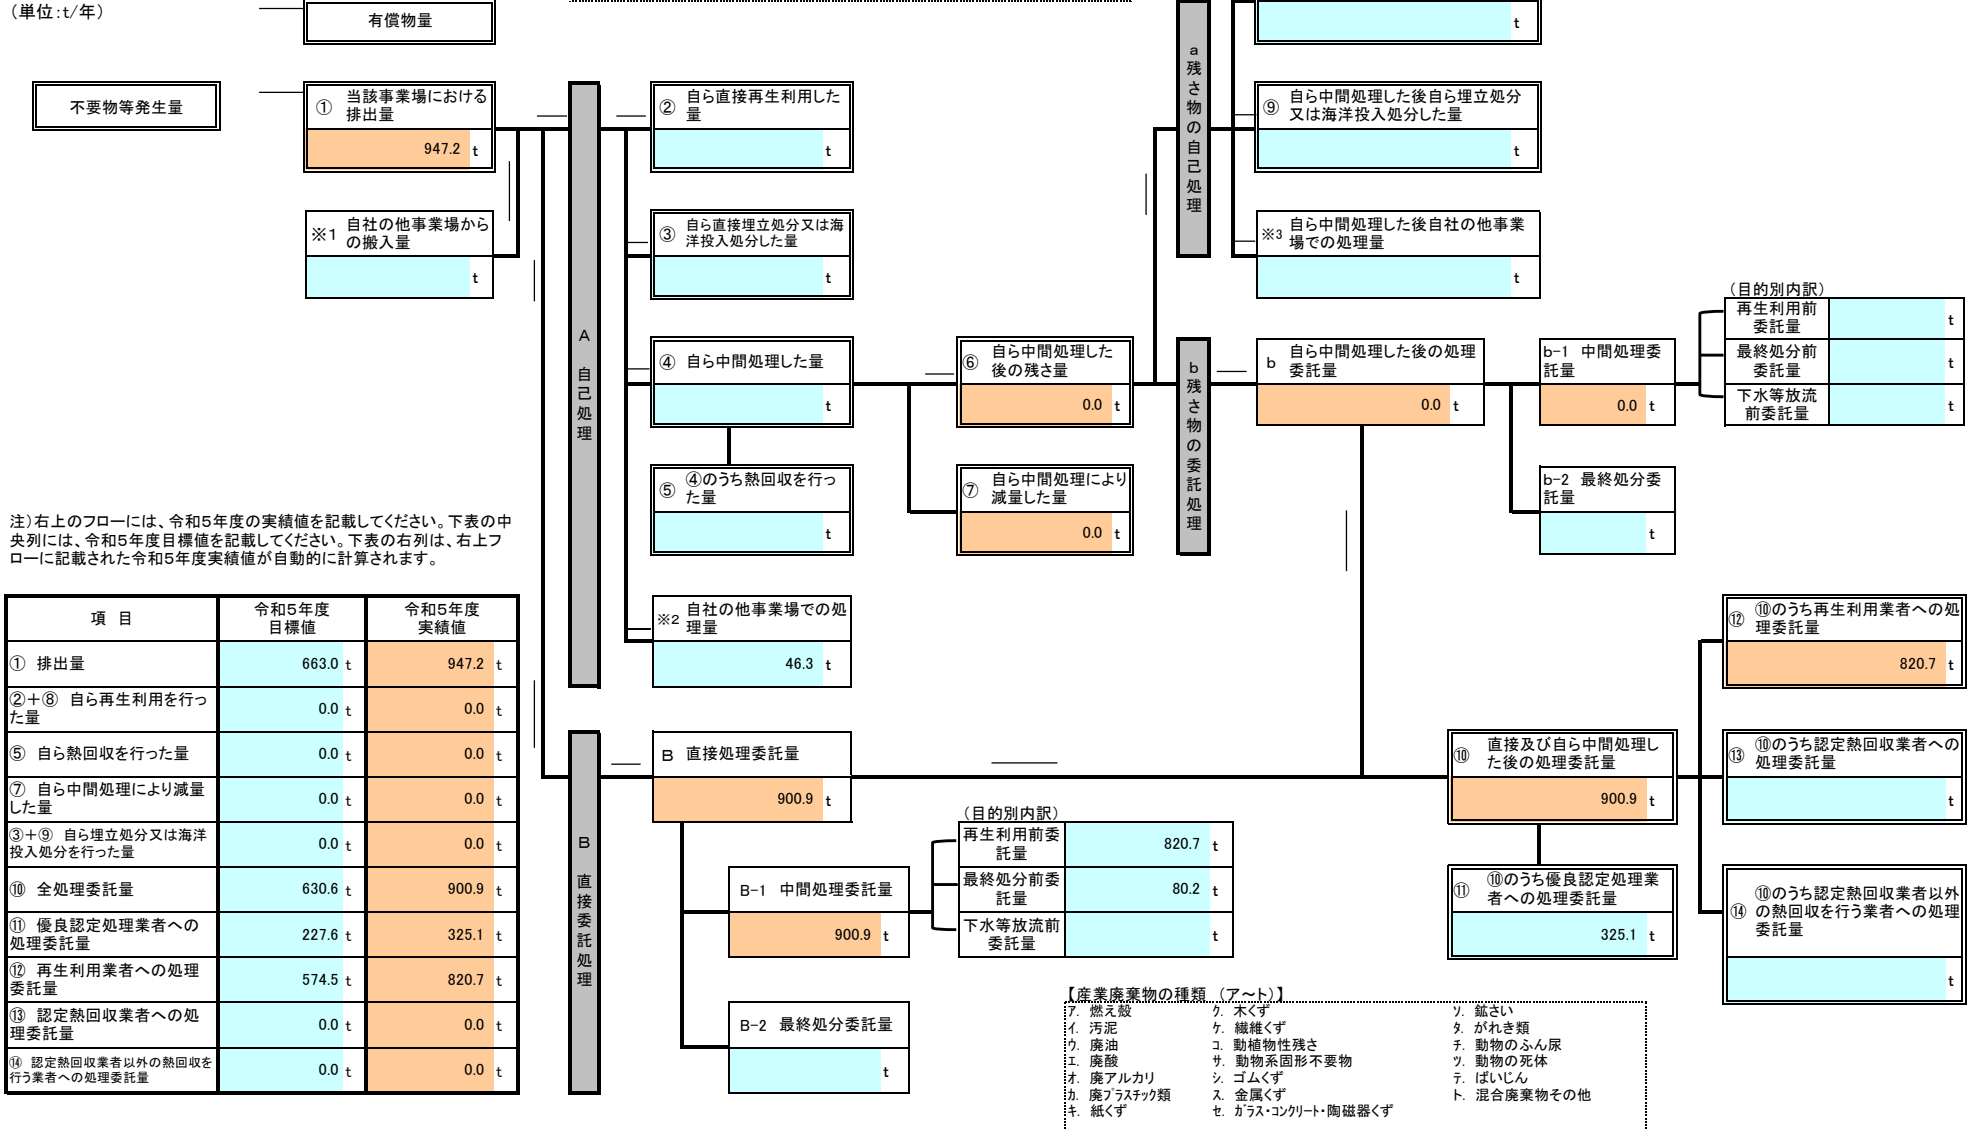 (単位:t/年)
有償物量
t
不要物等発生量
① 当該事業場における
排出量
947.2 t
※1 自社の他事業場から
の搬入量
t
A 自己処理
② 自ら直接再生利用した
量
t
③ 自ら直接埋立処分又は海
洋投入処分した量
t
④ 自ら中間処理した量
t
⑤ ④のうち熱回収を行っ
た量
t
※2 自社の他事業場での処
理量
46.3 t
⑥ 自ら中間処理した
後の残さ量
0.0 t
⑦ 自ら中間処理により
減量した量
0.0 t
a 残さ物の自己処理
⑨ 自ら中間処理した後自ら埋立処分
又は海洋投入処分した量
t
※3 自ら中間処理した後自社の他事業
場での処理量
t
b 残さ物の委託処理
b 自ら中間処理した後の処理
委託量
0.0 t
b-1 中間処理委
託量
0.0 t
b-2 最終処分委
託量
t
(目的別内訳)
再生利用前
委託量 t
最終処分前
委託量 t
下水等放流
前委託量 t
注)右上のフローには、令和5年度の実績値を記載してください。下表の中
央列には、令和5年度目標値を記載してください。下表の右列は、右上フ
ローに記載された令和5年度実績値が自動的に計算されます。
項 目 令和5年度
目標値 令和5年度
実績値
① 排出量 663.0 t 947.2 t
②+⑧ 自ら再生利用を行っ
た量 0.0 t 0.0 t
⑤ 自ら熱回収を行った量 0.0 t 0.0 t
⑦ 自ら中間処理により減量
した量 0.0 t 0.0 t
③+⑨ 自ら埋立処分又は海洋
投入処分を行った量 0.0 t 0.0 t
⑩ 全処理委託量 630.6 t 900.9 t
⑪ 優良認定処理業者への
処理委託量 227.6 t 325.1 t
⑫ 再生利用業者への処理
委託量 574.5 t 820.7 t
⑬ 認定熱回収業者への処
理委託量 0.0 t 0.0 t
⑭ 認定熱回収業者以外の熱回収を
行う業者への処理委託量 0.0 t 0.0 t
B 直接委託処理
B 直接処理委託量
900.9 t
B-1 中間処理委託量
900.9 t
B-2 最終処分委託量
t
(目的別内訳)
再生利用前委
託量 820.7 t
最終処分前委
託量 80.2 t
下水等放流前
委託量 t
⑩ 直接及び自ら中間処理し
た後の処理委託量
900.9 t
⑪ ⑩のうち優良認定処理業
者への処理委託量
325.1 t
⑫ ⑩のうち再生利用業者への処
理委託量
820.7 t
⑬ ⑩のうち認定熱回収業者への
処理委託量
t
⑭ ⑩のうち認定熱回収業者以外
の熱回収を行う業者への処理
委託量
t
【産業廃棄物の種類 (ア~ト)】
ア. 燃え殻 ク. 木くず ソ. 鉱さい
イ. 汚泥 ケ. 繊維くず タ. がれき類
ウ. 廃油 コ. 動植物性残さ チ. 動物のふん尿
エ. 廃酸 サ. 動物系固形不要物 ツ. 動物の死体
オ. 廃アルカリ シ. ゴムくず テ. ばいじん
カ. 廃プラスチック類 ス. 金属くず ト. 混合廃棄物その他
キ. 紙くず セ. ガラス・コンクリート・陶磁器くず